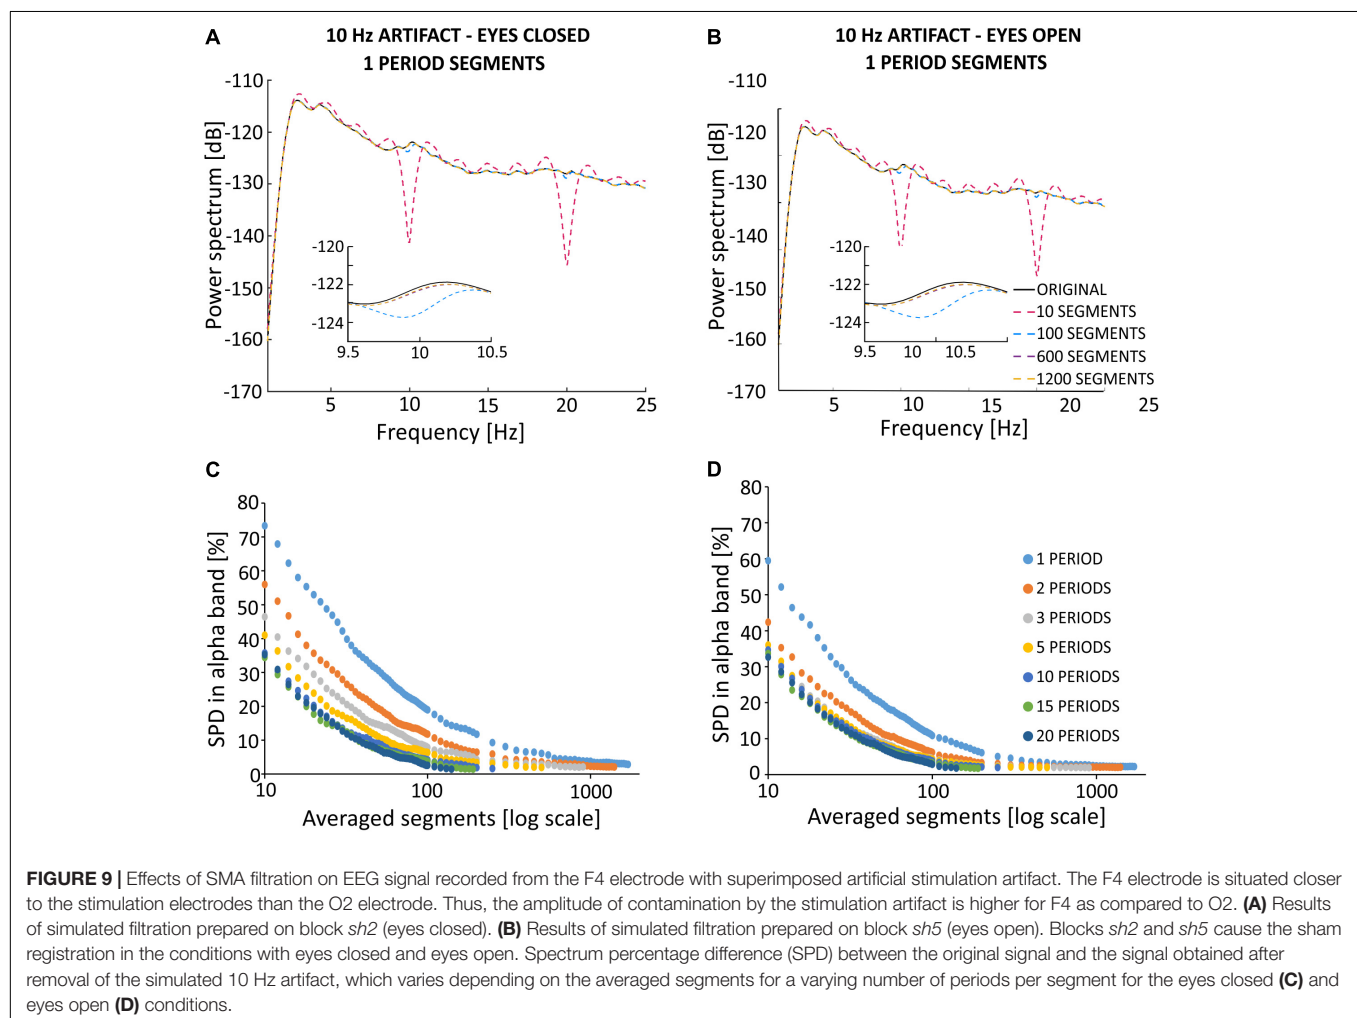 A
10 Hz ARTIFACT - EYES CLOSED
1 PERIOD SEGMENTS
Power spectrum [dB]
-110
-120
-130
-140
-150
-160
-170
5
10
15
20
25
Frequency [Hz]
-120
-122
-124
9.5
10
10.5
B
10 Hz ARTIFACT - EYES OPEN
1 PERIOD SEGMENTS
Power spectrum [dB]
-110
-120
-130
-140
-150
-160
-170
5
10
15
20
25
Frequency [Hz]
-120
-122
-124
9.5
10
10.5
ORIGINAL
10 SEGMENTS
100 SEGMENTS
600 SEGMENTS
1200 SEGMENTS
C
SPD in alpha band [%]
80
70
60
50
40
30
20
10
0
10
100
1000
Averaged segments [log scale]
D
SPD in alpha band [%]
80
70
60
50
40
30
20
10
0
10
100
1000
Averaged segments [log scale]
1 PERIOD
2 PERIODS
3 PERIODS
5 PERIODS
10 PERIODS
15 PERIODS
20 PERIODS
FIGURE 9 | Effects of SMA filtration on EEG signal recorded from the F4 electrode with superimposed artificial stimulation artifact. The F4 electrode is situated closer
to the stimulation electrodes than the O2 electrode. Thus, the amplitude of contamination by the stimulation artifact is higher for F4 as compared to O2. (A) Results
of simulated filtration prepared on block sh2 (eyes closed). (B) Results of simulated filtration prepared on block sh5 (eyes open). Blocks sh2 and sh5 cause the sham
registration in the conditions with eyes closed and eyes open. Spectrum percentage difference (SPD) between the original signal and the signal obtained after
removal of the simulated 10 Hz artifact, which varies depending on the averaged segments for a varying number of periods per segment for the eyes closed (C) and
eyes open (D) conditions.